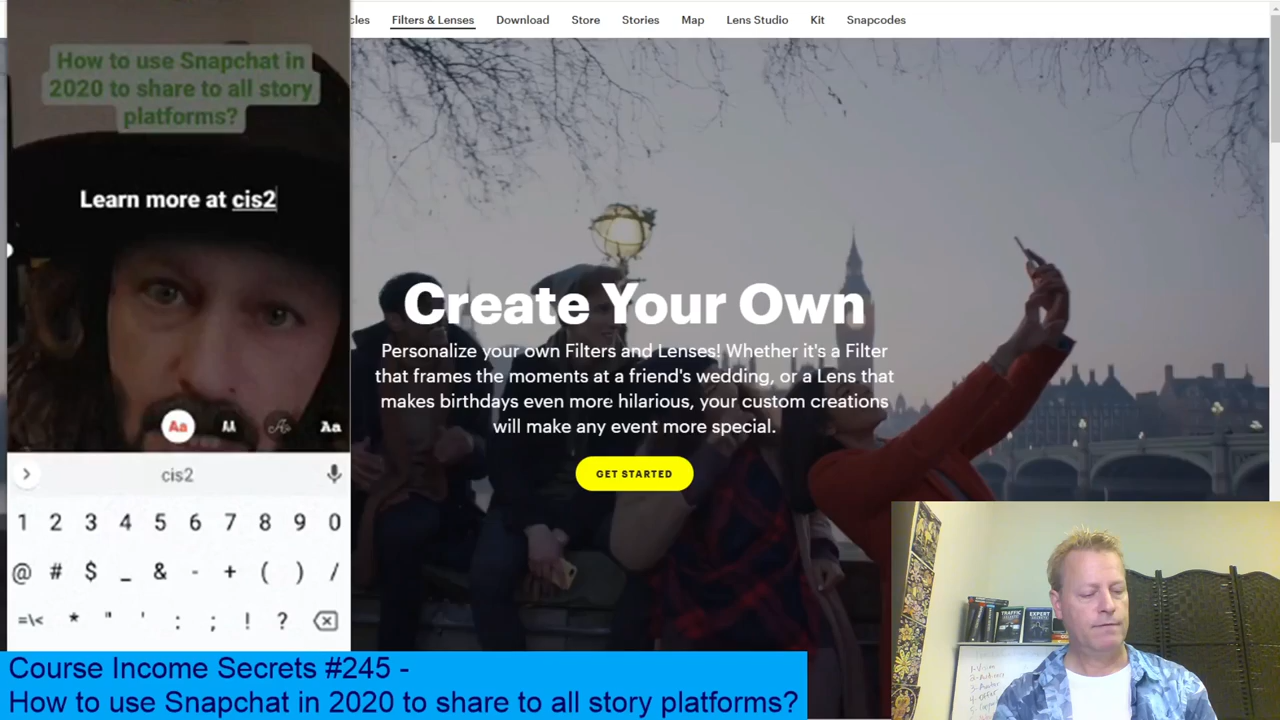 cles
Filters & Lenses
Download
Store
Stories
Map
Lens Studio
Kit
Snapcodes
How to use Snapchat in
2020 to share to all story
platforms?
Learn more at cis2
Aa
Aa
cis2
1 2 3 4 5 6 7 8 9 0
@ # $ _ & - + ( ) /
=\< * " ' : ; ! ?
Create Your Own
Personalize your own Filters and Lenses! Whether it's a Filter
that frames the moments at a friend's wedding, or a Lens that
makes birthdays even more hilarious, your custom creations
will make any event more special.
GET STARTED
TRAFFIC
EXPERT
Course Income Secrets #245 -
How to use Snapchat in 2020 to share to all story platforms?